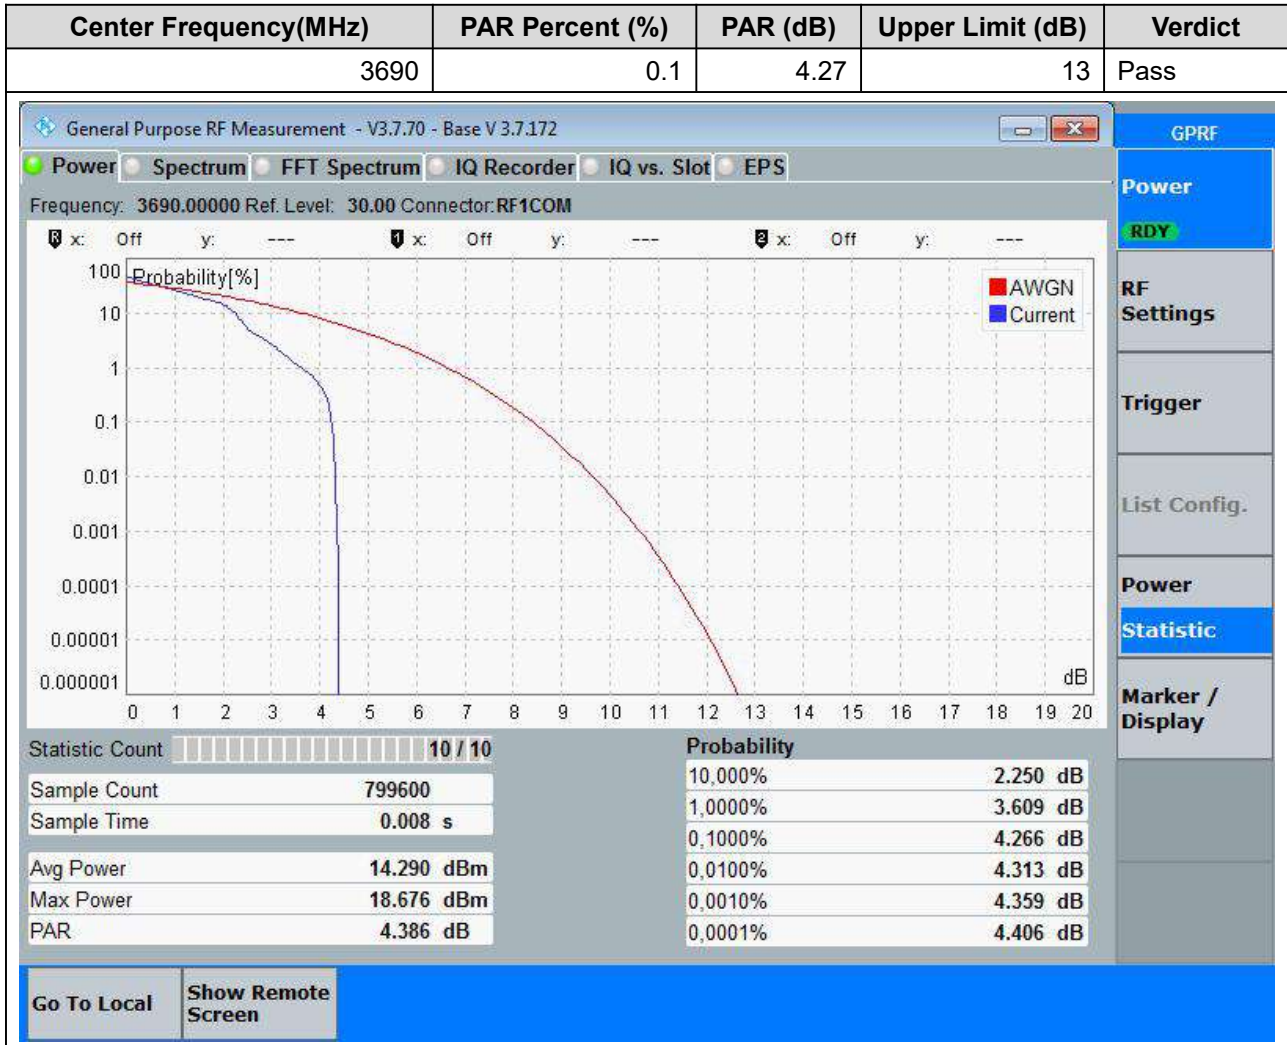 Center Frequency(MHz) PAR Percent (%) PAR (dB) Upper Limit (dB) Verdict
3690 0.1 4.27 13 Pass
General Purpose RF Measurement - V3.7.70 - Base V 3.7.172
GPRF
Power Spectrum FFT Spectrum IQ Recorder IQ vs. Slot EPS
Frequency: 3690.00000 Ref. Level: 30.00 Connector: RF1COM
R x: Off y: --- 1 x: Off y: --- 2 x: Off y: ---
Probability[%]
100
10
1
0.1
0.01
0.001
0.0001
0.00001
0.000001
AWGN
Current
dB
0 1 2 3 4 5 6 7 8 9 10 11 12 13 14 15 16 17 18 19 20
Statistic Count 10 / 10
Sample Count 799600
Sample Time 0.008 s
Avg Power 14.290 dBm
Max Power 18.676 dBm
PAR 4.386 dB
Probability
10,000% 2.250 dB
1,0000% 3.609 dB
0,1000% 4.266 dB
0,0100% 4.313 dB
0,0010% 4.359 dB
0,0001% 4.406 dB
Power
RDY
RF
Settings
Trigger
List Config.
Power
Statistic
Marker /
Display
Go To Local
Show Remote
Screen